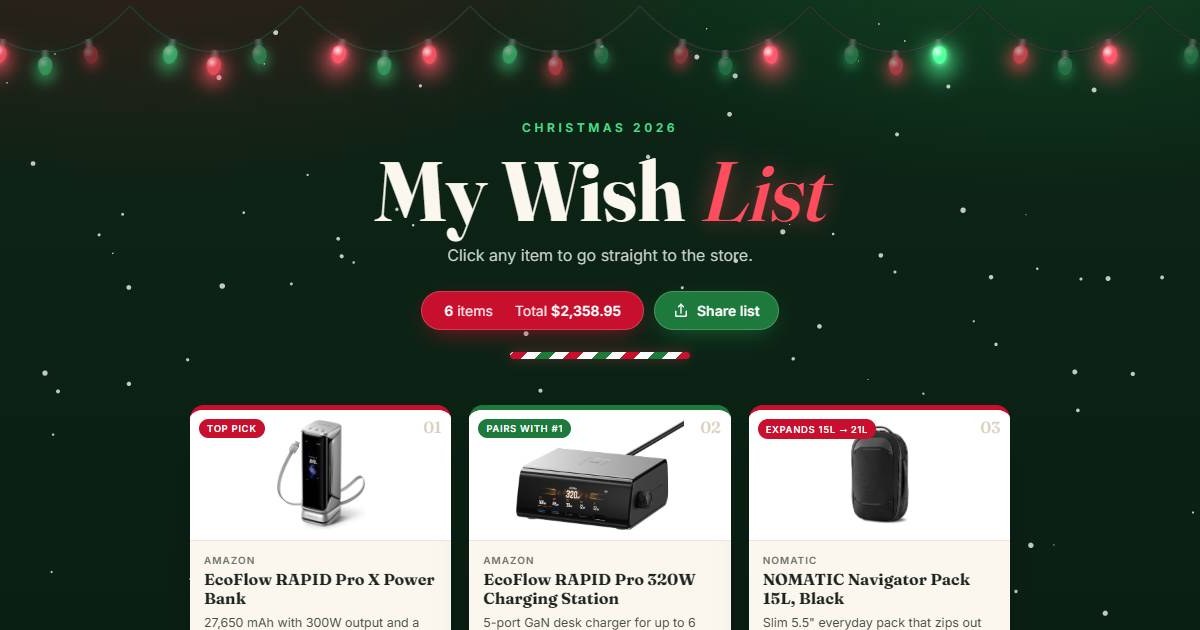 CHRISTMAS 2026
My Wish List
Click any item to go straight to the store.
6 items Total $2,358.95
Share list
TOP PICK
01
AMAZON
EcoFlow RAPID Pro X Power
Bank
27,650 mAh with 300W output and a
PAIRS WITH #1
02
320
AMAZON
EcoFlow RAPID Pro 320W
Charging Station
5-port GaN desk charger for up to 6
EXPANDS 15L → 21L
03
NOMATIC
NOMATIC Navigator Pack
15L, Black
Slim 5.5" everyday pack that zips out